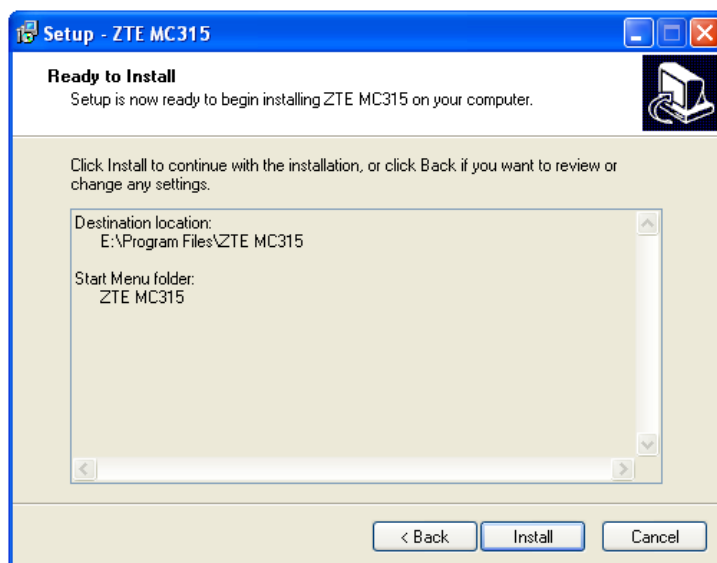 Setup - ZTE MC315
Ready to Install
Setup is now ready to begin installing ZTE MC315 on your computer.
Click Install to continue with the installation, or click Back if you want to review or
change any settings.
Destination location:
E:\Program Files\ZTE MC315
Start Menu folder:
ZTE MC315
< Back
Install
Cancel